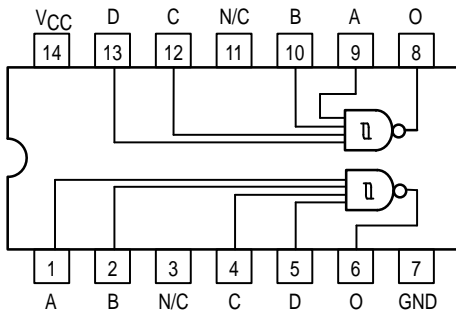 VCC D C N/C B A O
14 13 12 11 10 9 8
1 2 3 4 5 6 7
A B N/C C D O GND